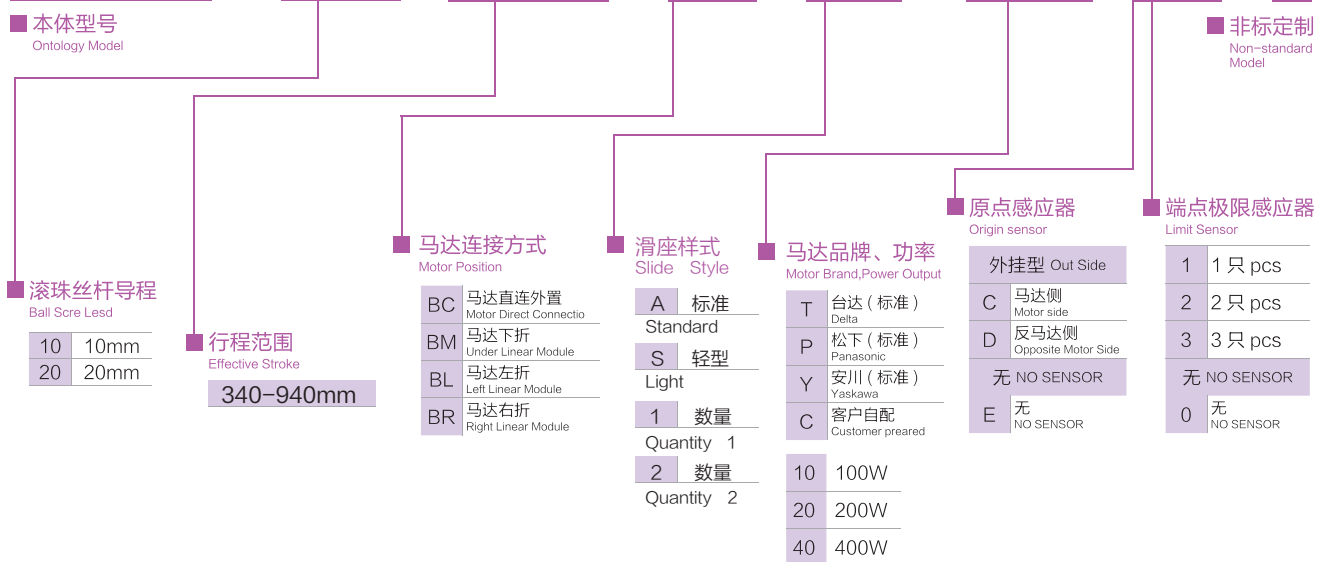 本体型号
Ontology Model
非标定制
Non-standard
Model
滚珠丝杆导程
Ball Scre Lesd
10 10mm
20 20mm
行程范围
Effective Stroke
340-940mm
马达连接方式
Motor Position
BC 马达直连外置
Motor Direct Connectio
BM 马达下折
Under Linear Module
BL 马达左折
Left Linear Module
BR 马达右折
Right Linear Module
滑座样式
Slide Style
A 标准
Standard
S 轻型
Light
1 数量
Quantity 1
2 数量
Quantity 2
马达品牌、功率
Motor Brand,Power Output
T 台达 ( 标准 )
Delta
P 松下 ( 标准 )
Panasonic
Y 安川 ( 标准 )
Yaskawa
C 客户自配
Customer preared
10 100W
20 200W
40 400W
原点感应器
Origin sensor
外挂型 Out Side
C 马达侧
Motor side
D 反马达侧
Opposite Motor Side
无 NO SENSOR
E 无
NO SENSOR
端点极限感应器
Limit Sensor
1 1 只 pcs
2 2 只 pcs
3 3 只 pcs
无 NO SENSOR
0 无
NO SENSOR